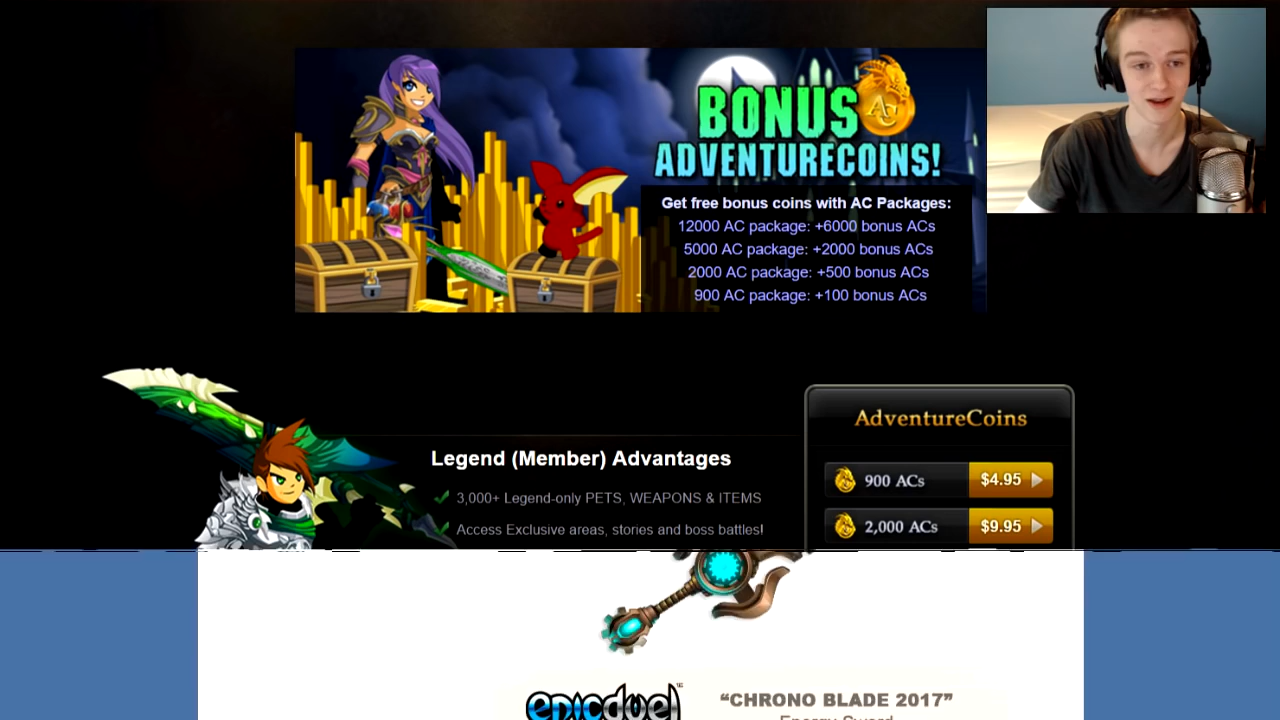 BONUS
ADVENTURECOINS!
Get free bonus coins with AC Packages:
12000 AC package: +6000 bonus ACs
5000 AC package: +2000 bonus ACs
2000 AC package: +500 bonus ACs
900 AC package: +100 bonus ACs
Legend (Member) Advantages
3,000+ Legend-only PETS, WEAPONS & ITEMS
Access Exclusive areas, stories and boss battles!
AdventureCoins
900 ACs $4.95
2,000 ACs $9.95
epicduel™
“CHRONO BLADE 2017”
Energy Sword